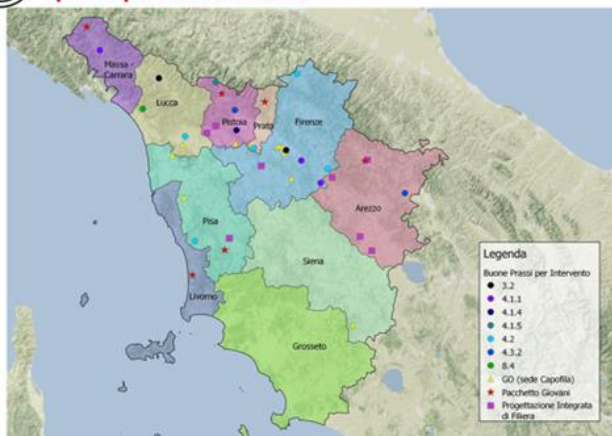 Massa -
Carrara
Lucca
Pistoia
Prato
Firenze
Arezzo
Pisa
Siena
Livorno
Grosseto
Legenda
Buone Prassi per Intervento
3.2
4.1.1
4.1.4
4.1.5
4.2
4.3.2
8.4
GO (sede Capofila)
Pacchetto Giovani
Progettazione Integrata
di Filiera